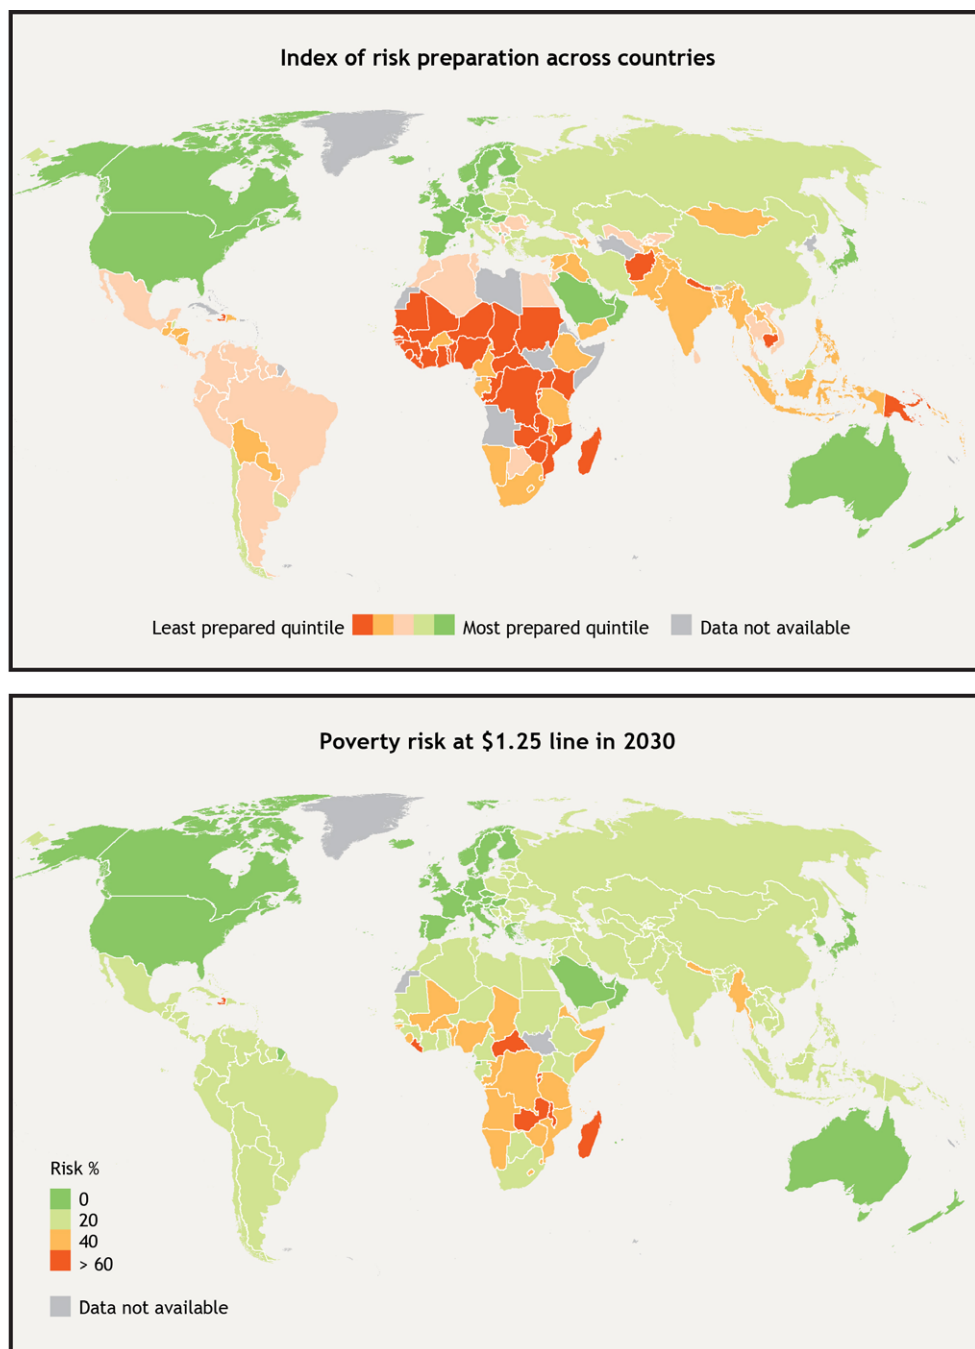 Index of risk preparation across countries
Least prepared quintile Most prepared quintile Data not available
Poverty risk at $1.25 line in 2030
Risk %
0
20
40
> 60
Data not available